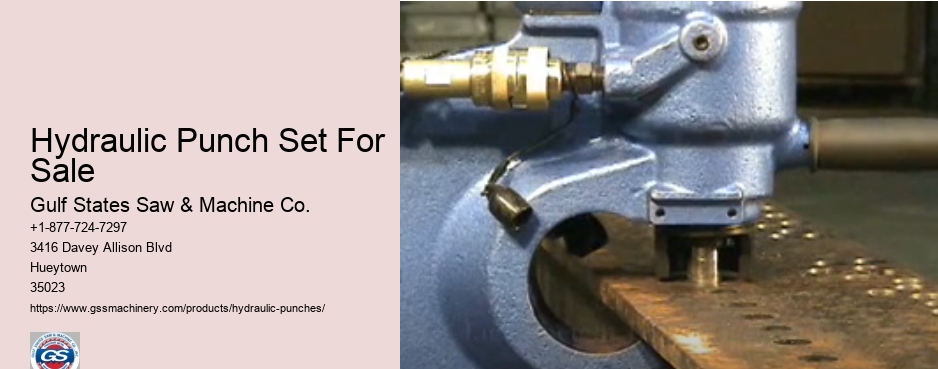 Hydraulic Punch Set For
Sale
Gulf States Saw & Machine Co.
+1-877-724-7297
3416 Davey Allison Blvd
Hueytown
35023
https://www.gssmachinery.com/products/hydraulic-punches/
GS